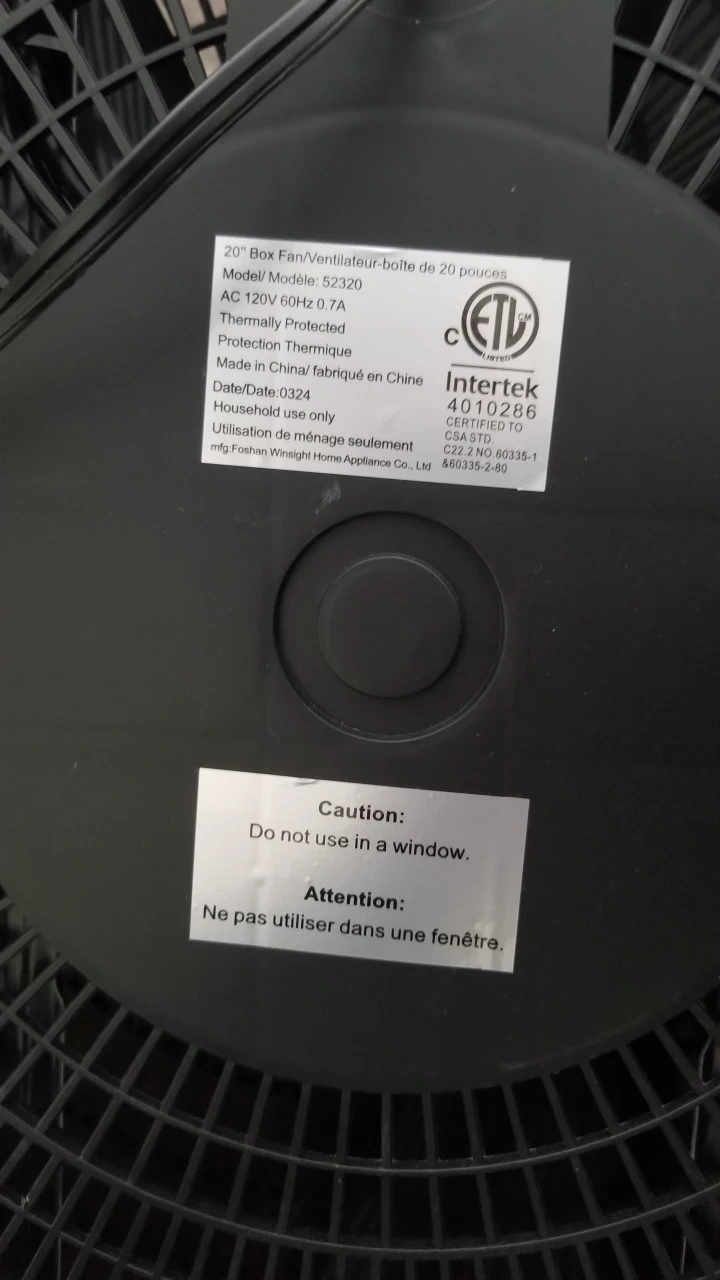 20" Box Fan/Ventilateur-boîte de 20 pouces
Model/ Modèle: 52320
AC 120V 60Hz 0.7A
Thermally Protected
Protection Thermique
Made in China/ fabriqué en Chine
Date/Date:0324
Household use only
Utilisation de ménage seulement
mfg:Foshan Winsight Home Appliance Co., Ltd
C ETL CM
LISTED
Intertek
4010286
CERTIFIED TO
CSA STD.
C22.2 NO.60335-1
&60335-2-80
Caution:
Do not use in a window.
Attention:
Ne pas utiliser dans une fenêtre.